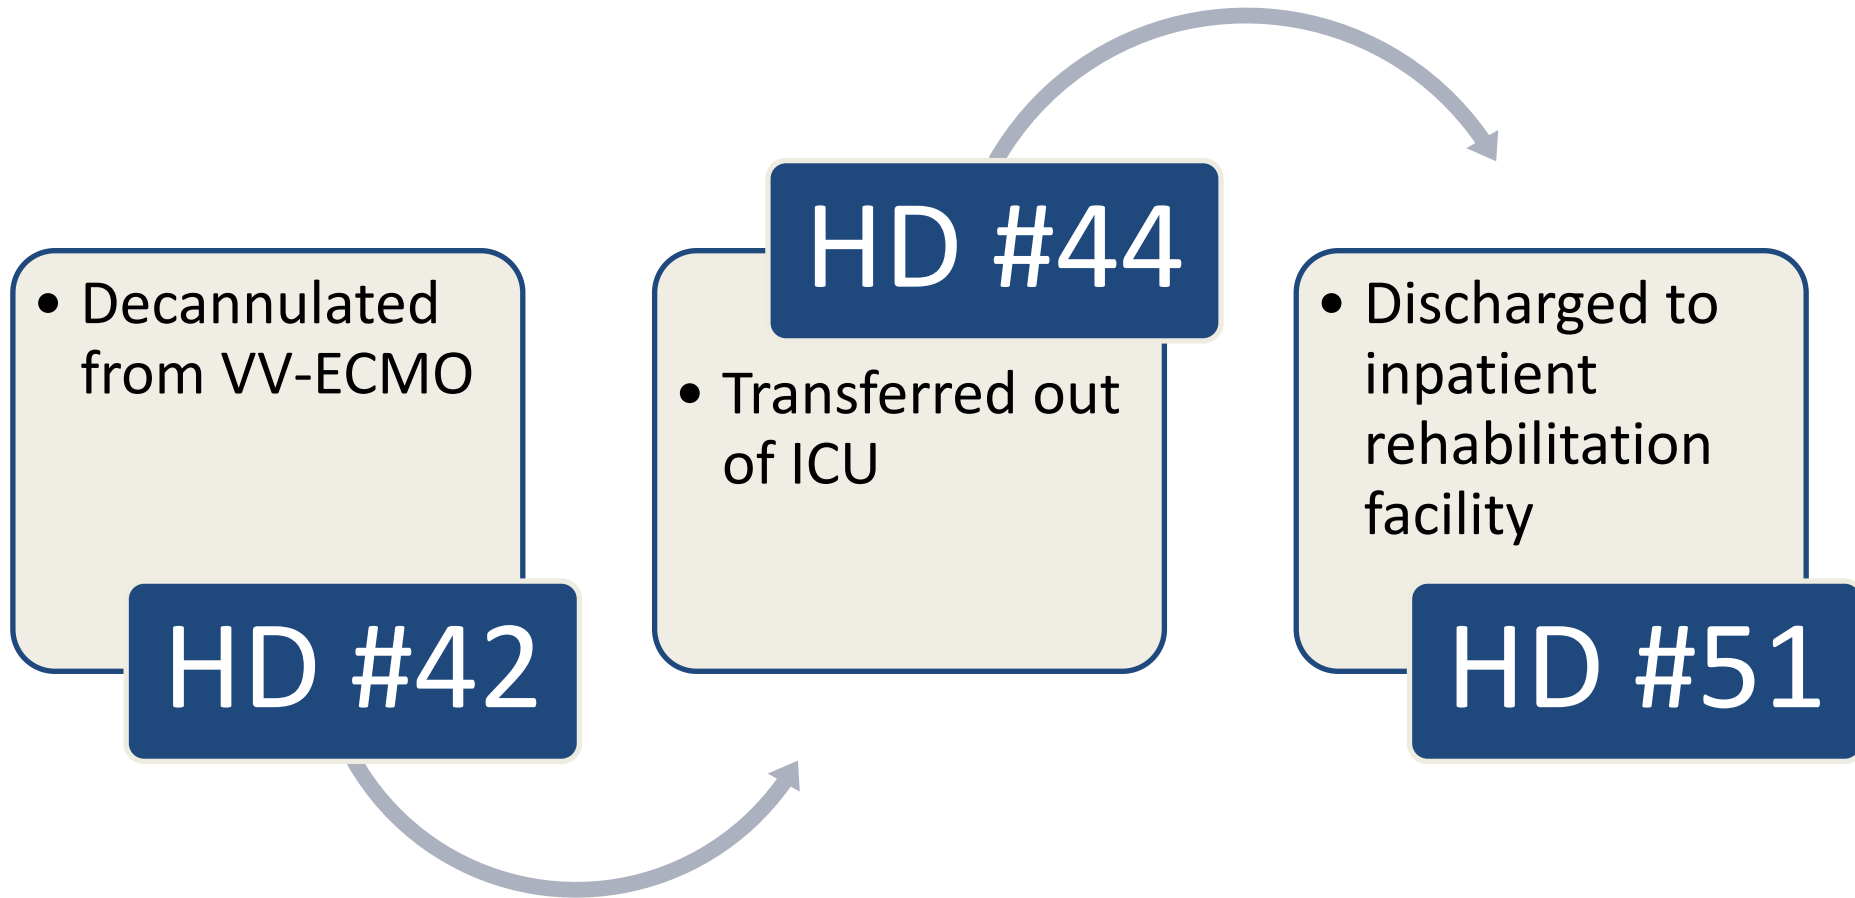 • Decannulated
from VV-ECMO
HD #42
HD #44
• Transferred out
of ICU
• Discharged to
inpatient
rehabilitation
facility
HD #51